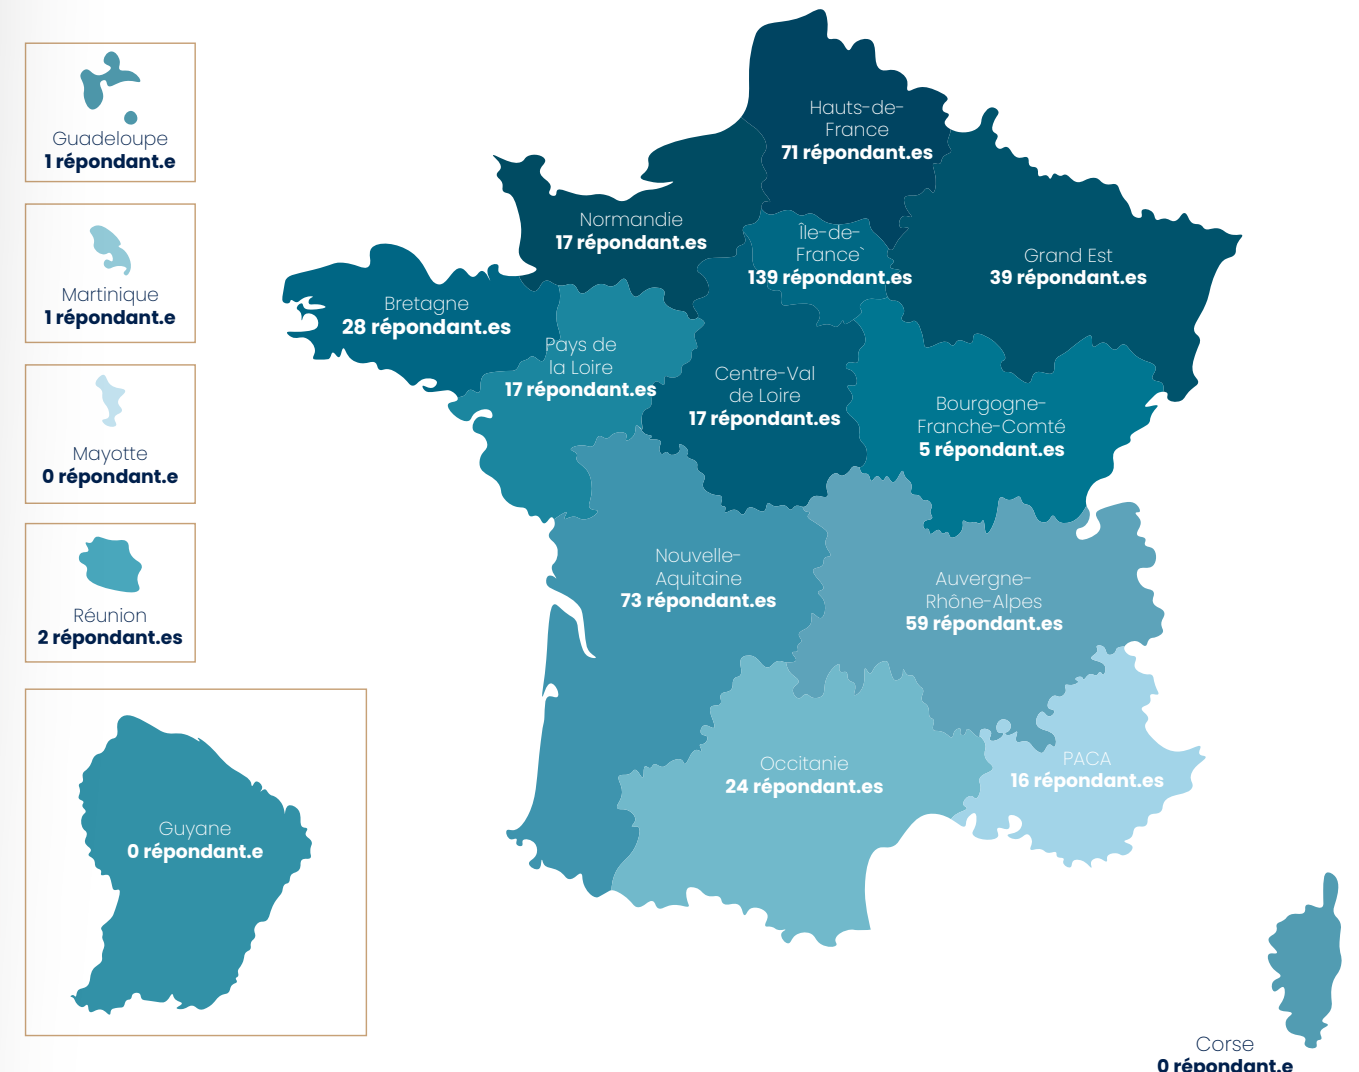 Guadeloupe
1 répondant.e
Martinique
1 répondant.e
Mayotte
0 répondant.e
Réunion
2 répondant.es
Guyane
0 répondant.e
Hauts-de-
France
71 répondant.es
Normandie
17 répondant.es
Île-de-
France`
139 répondant.es
Grand Est
39 répondant.es
Bretagne
28 répondant.es
Pays de
la Loire
17 répondant.es
Centre-Val
de Loire
17 répondant.es
Bourgogne-
Franche-Comté
5 répondant.es
Nouvelle-
Aquitaine
73 répondant.es
Auvergne-
Rhône-Alpes
59 répondant.es
Occitanie
24 répondant.es
PACA
16 répondant.es
Corse
0 répondant.e